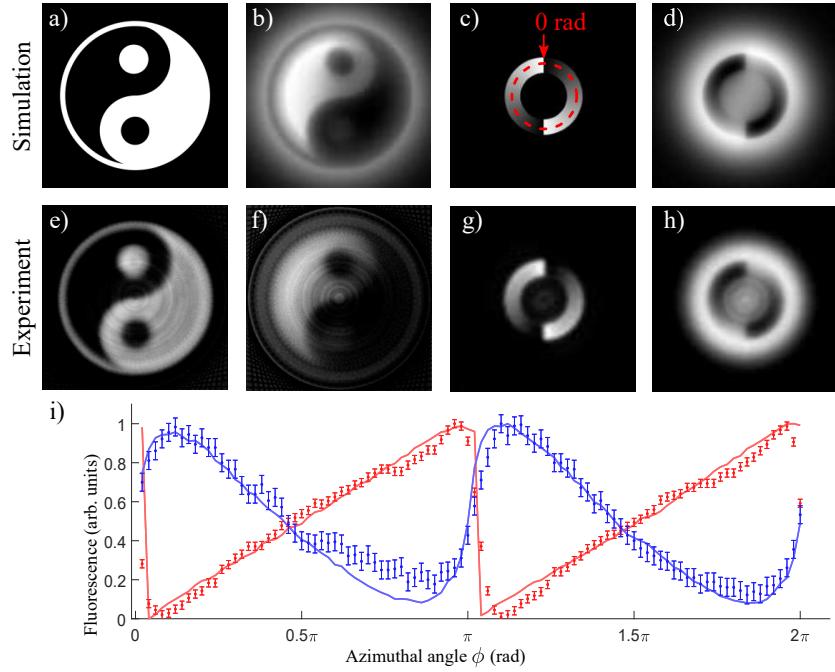 a)
b)
c)
0 rad
d)
Simulation
e)
f)
g)
h)
Experiment
i)
Fluorescence (arb. units)
1
0.8
0.6
0.4
0.2
0
0
0.5π
π
1.5π
2π
Azimuthal angle ϕ (rad)